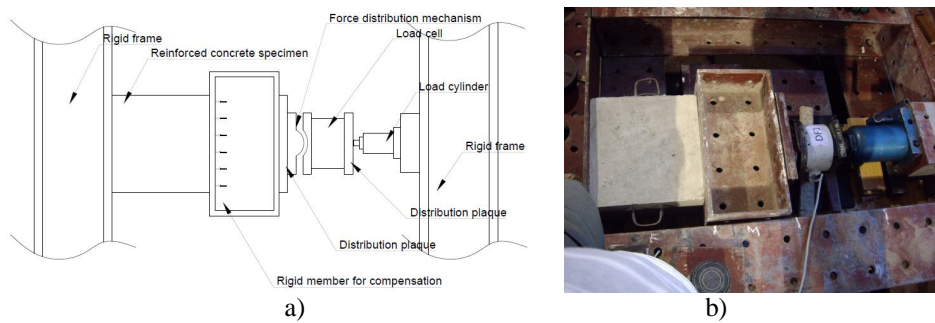 Force distribution mechanism
Load cell
Rigid frame
Reinforced concrete specimen
Load cylinder
Rigid frame
Distribution plaque
Distribution plaque
Rigid member for compensation
DFI
E
M
a)
b)